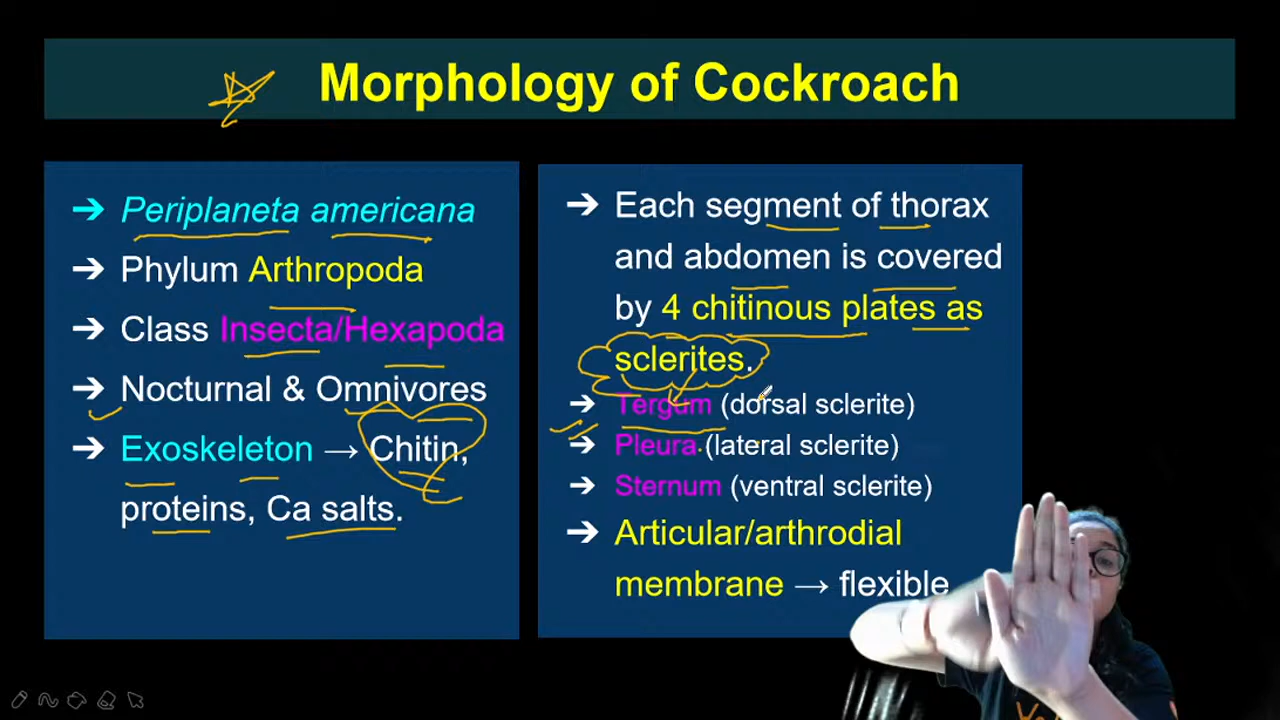 Morphology of Cockroach
➔ Periplaneta americana
➔ Phylum Arthropoda
➔ Class Insecta/Hexapoda
➔ Nocturnal & Omnivores
➔ Exoskeleton → Chitin,
proteins, Ca salts.
➔ Each segment of thorax
and abdomen is covered
by 4 chitinous plates as
sclerites.
➔ Tergum (dorsal sclerite)
➔ Pleura (lateral sclerite)
➔ Sternum (ventral sclerite)
➔ Articular/arthrodial
membrane → flexible